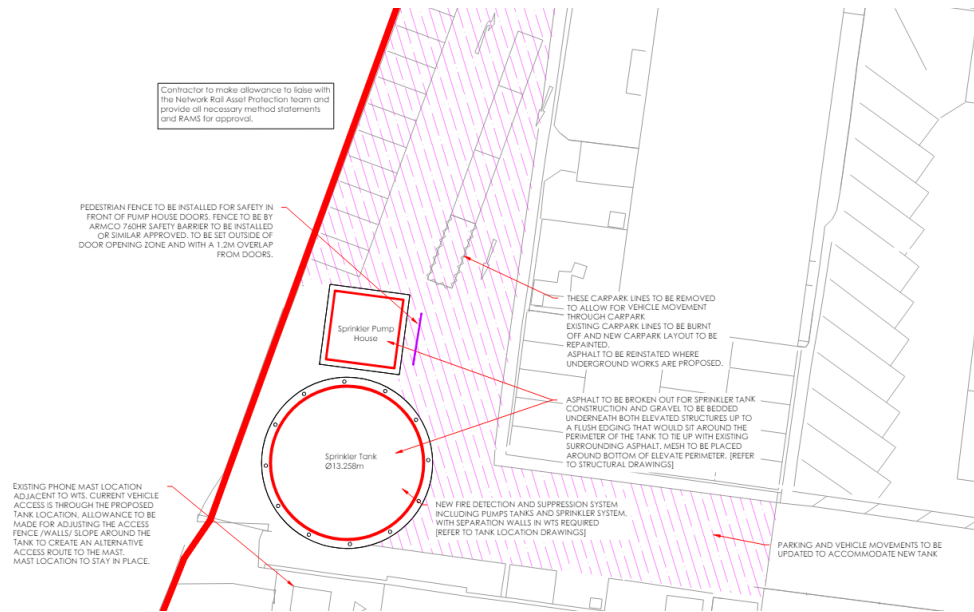 Contractor to make allowance to liaise with
the Network Rail Asset Protection team and
provide all necessary method statements
and RAMS for approval.
PEDESTRIAN FENCE TO BE INSTALLED FOR SAFETY IN
FRONT OF PUMP HOUSE DOORS. FENCE TO BE BY
ARMCO 760HR SAFETY BARRIER TO BE INSTALLED
OR SIMILAR APPROVED. TO BE SET OUTSIDE OF
DOOR OPENING ZONE AND WITH A 1.2M OVERLAP
FROM DOORS.
THESE CARPARK LINES TO BE REMOVED
TO ALLOW FOR VEHICLE MOVEMENT
THROUGH CARPARK
EXISTING CARPARK LINES TO BE BURNT
OFF AND NEW CARPARK LAYOUT TO BE
REPAINTED.
ASPHALT TO BE REINSTATED WHERE
UNDERGROUND WORKS ARE PROPOSED.
Sprinkler Pump
House
ASPHALT TO BE BROKEN OUT FOR SPRINKLER TANK
CONSTRUCTION AND GRAVEL TO BE BEDDED
UNDERNEATH BOTH ELEVATED STRUCTURES UP TO
A FLUSH EDGING THAT WOULD SIT AROUND THE
PERIMETER OF THE TANK TO TIE UP WITH EXISTING
SURROUNDING ASPHALT. MESH TO BE PLACED
AROUND BOTTOM OF ELEVATE PERIMETER. [REFER
TO STRUCTURAL DRAWINGS]
Sprinkler Tank
Ø13.258m
EXISTING PHONE MAST LOCATION
ADJACENT TO WTS. CURRENT VEHICLE
ACCESS IS THROUGH THE PROPOSED
TANK LOCATION, ALLOWANCE TO BE
MADE FOR ADJUSTING THE ACCESS
FENCE /WALLS/ SLOPE AROUND THE
TANK TO CREATE AN ALTERNATIVE
ACCESS ROUTE TO THE MAST.
MAST LOCATION TO STAY IN PLACE.
NEW FIRE DETECTION AND SUPPRESSION SYSTEM
INCLUDING PUMPS TANKS AND SPRINKLER SYSTEM,
WITH SEPARATION WALLS IN WTS REQUIRED
[REFER TO TANK LOCATION DRAWINGS]
PARKING AND VEHICLE MOVEMENTS TO BE
UPDATED TO ACCOMMODATE NEW TANK